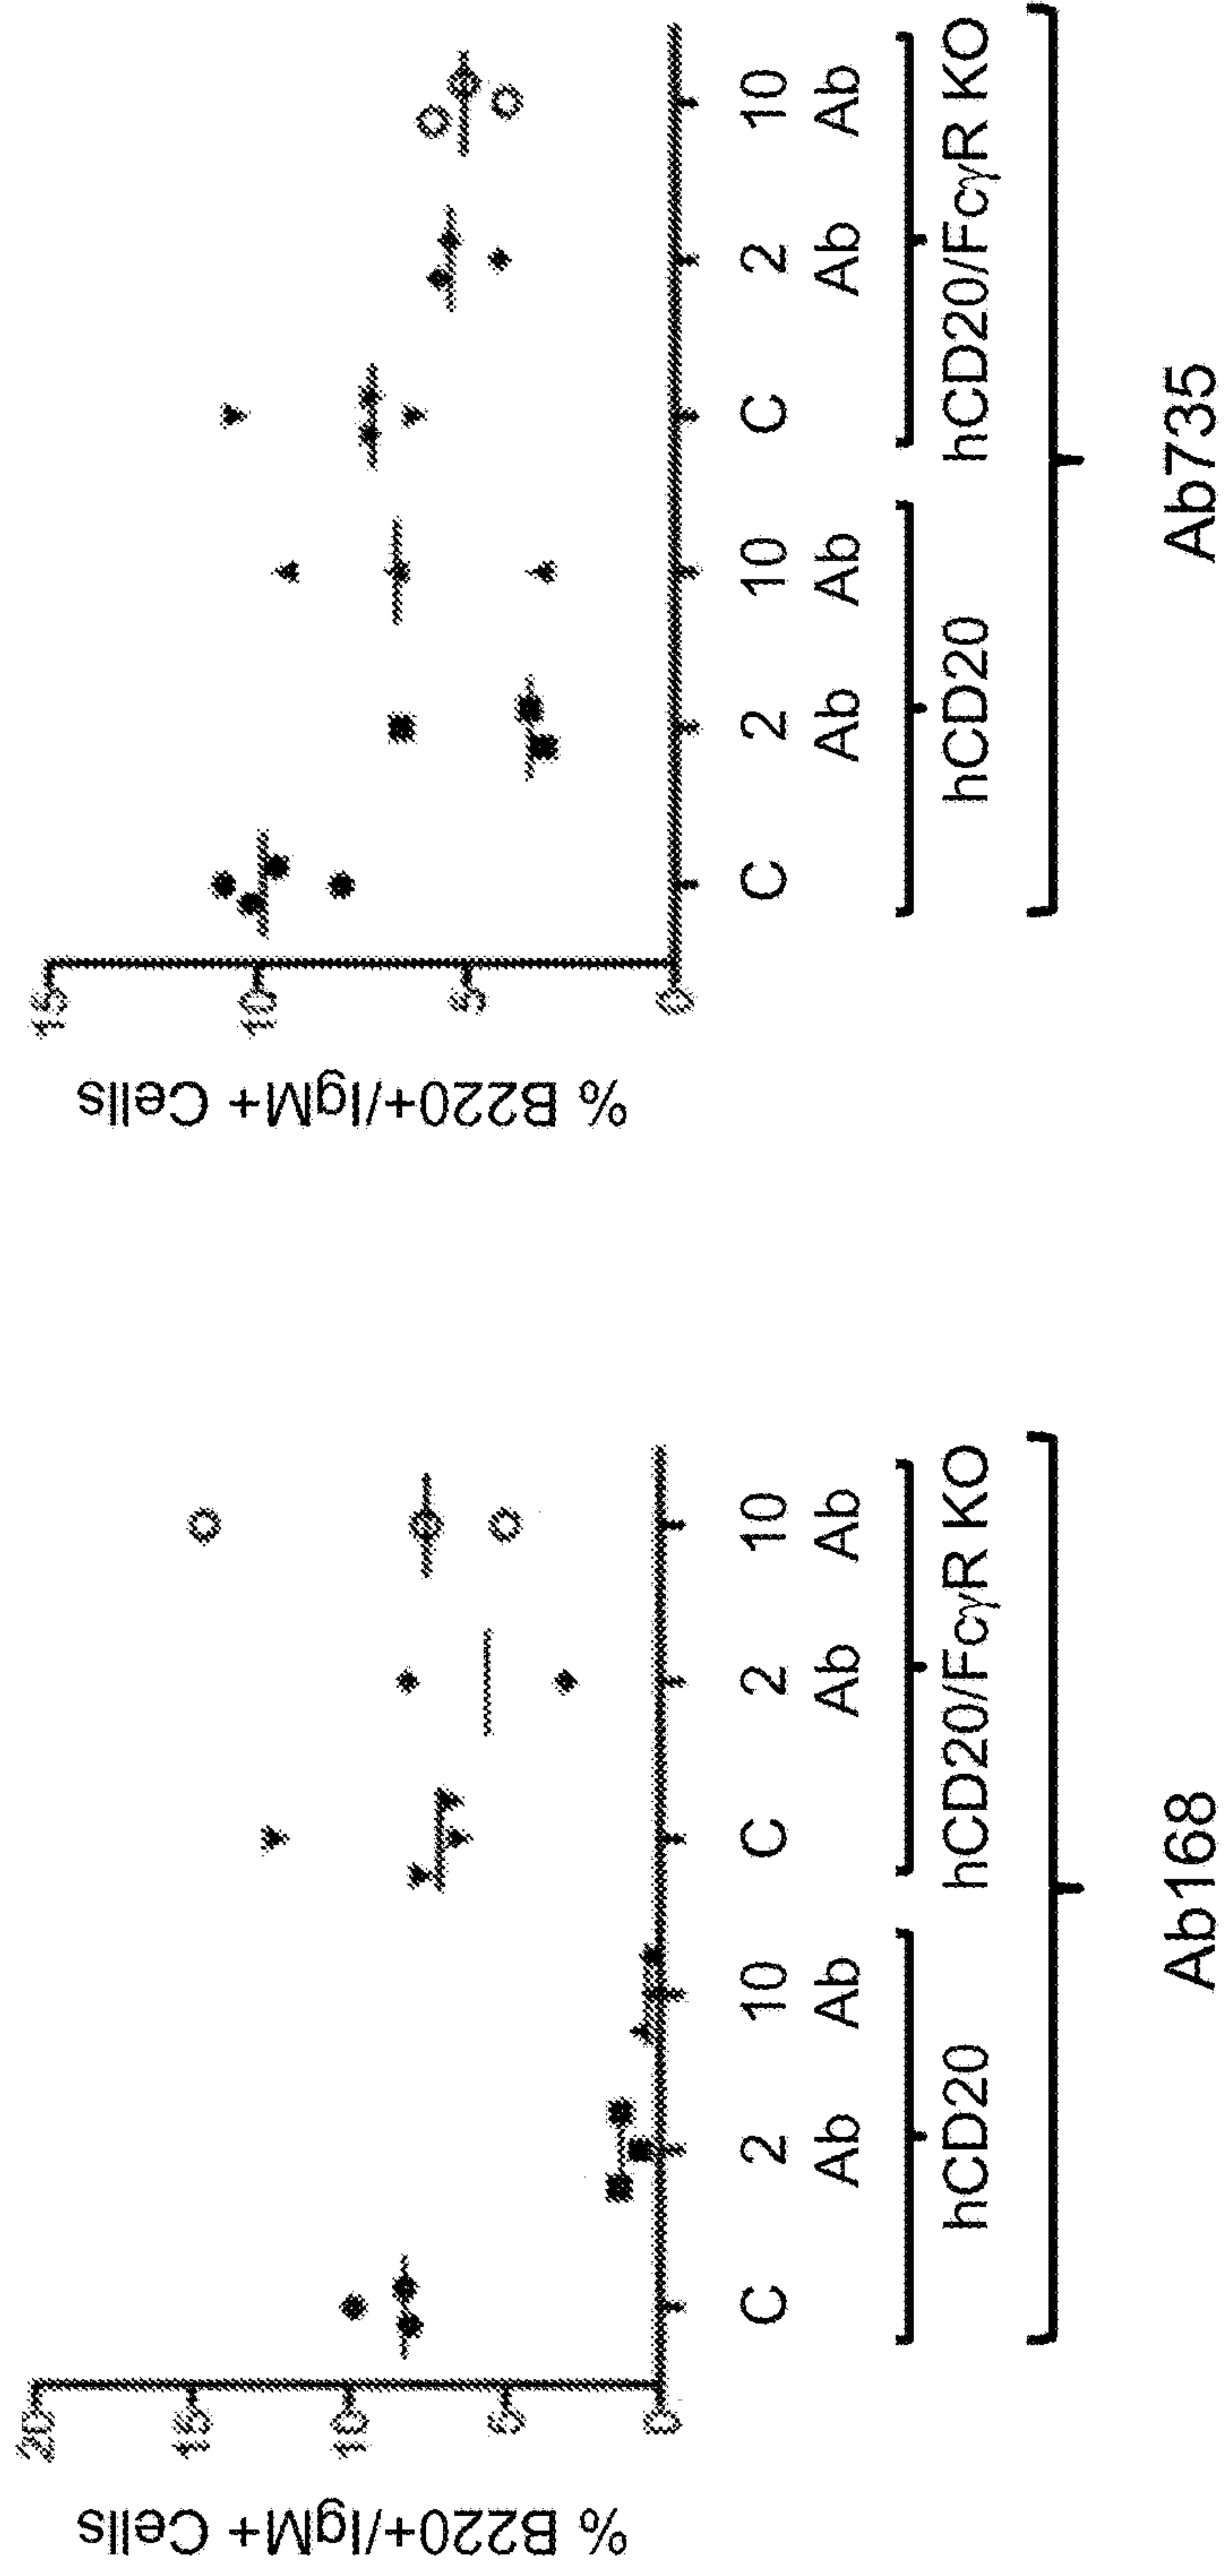 % B220+/IgM+ Cells
20
15
10
5
0
C 2 10 C 2 10
Ab Ab Ab Ab
hCD20 hCD20/FcγR KO
Ab168
% B220+/IgM+ Cells
15
10
5
0
C 2 10 C 2 10
Ab Ab Ab Ab
hCD20 hCD20/FcγR KO
Ab735